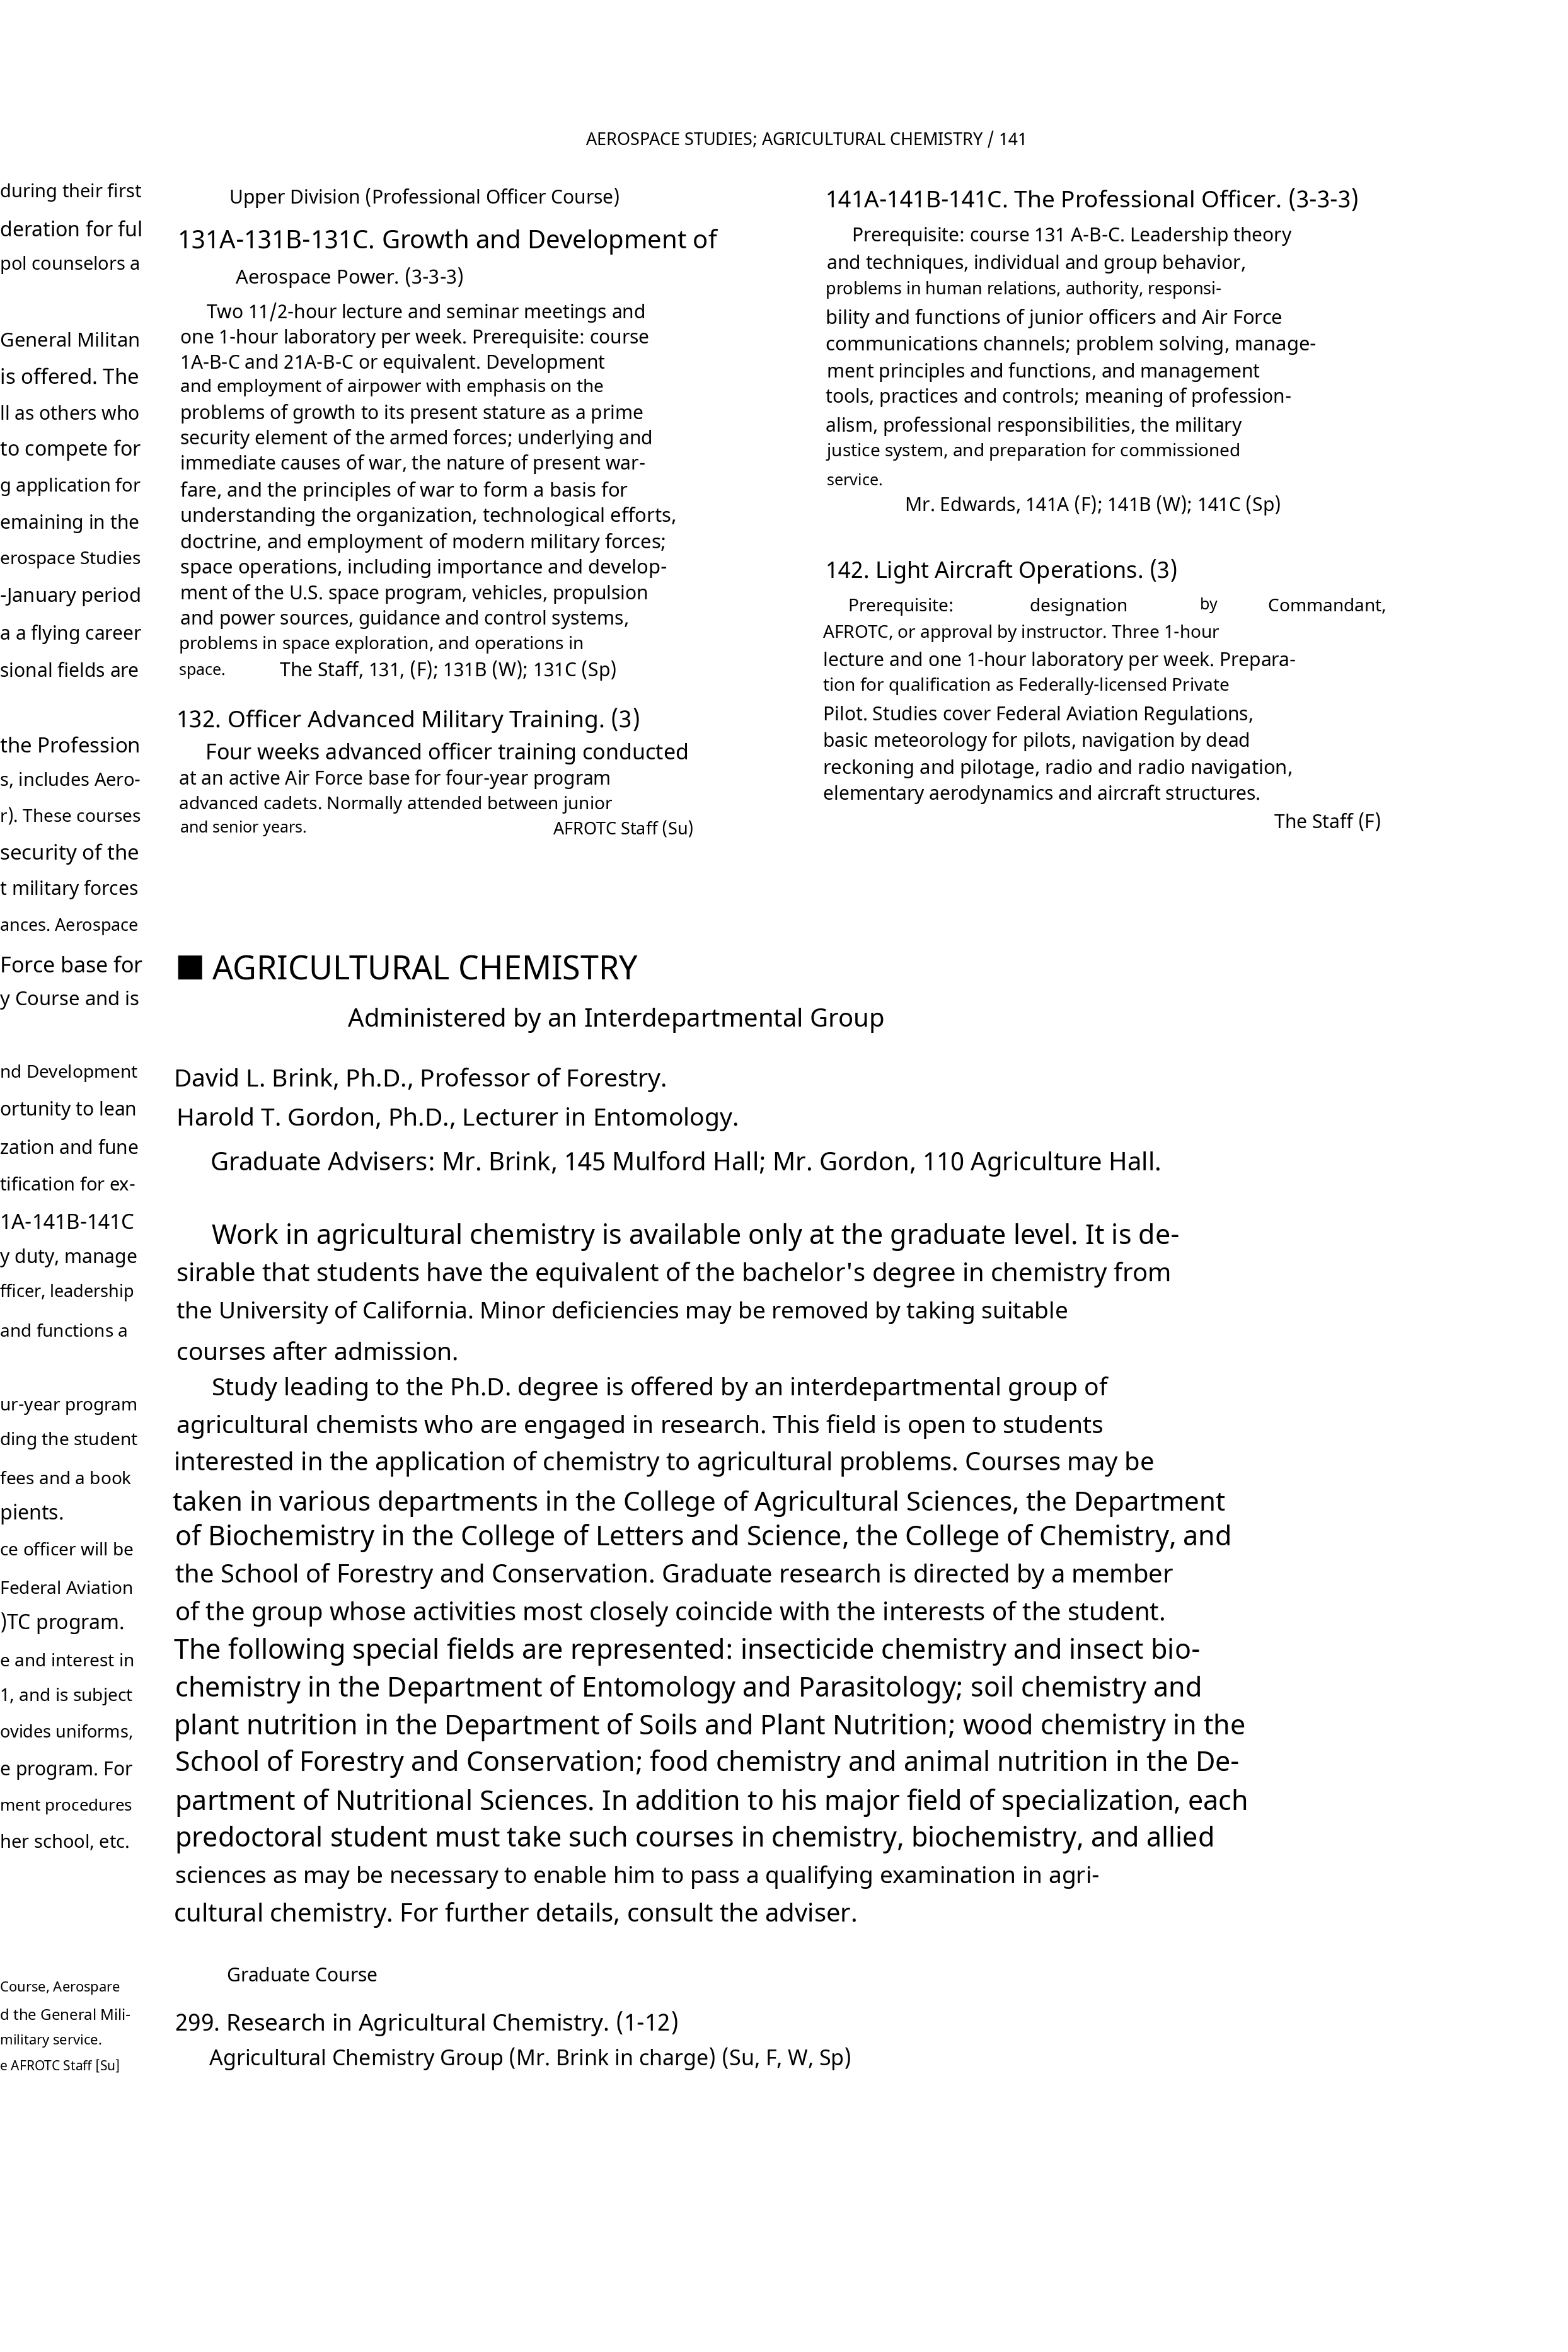 AEROSPACE STUDIES; AGRICULTURAL CHEMISTRY / 141
during their first
deration for ful
pol counselors a
General Militan
is offered. The
ll as others who
to compete for
g application for
emaining in the
erospace Studies
-January period
a a flying career
sional fields are
the Profession
s, includes Aero-
r). These courses
security of the
t military forces
ances. Aerospace
Force base for
y Course and is
nd Development
ortunity to lean
zation and fune
tification for ex-
1A-141B-141C
y duty, manage
fficer, leadership
and functions a
ur-year program
ding the student
fees and a book
pients.
ce officer will be
Federal Aviation
)TC program.
e and interest in
1, and is subject
ovides uniforms,
e program. For
ment procedures
her school, etc.
Course, Aerospare
d the General Mili-
military service.
e AFROTC Staff [Su]
Upper Division (Professional Officer Course)
131A-131B-131C. Growth and Development of
Aerospace Power. (3-3-3)
Two 11/2-hour lecture and seminar meetings and
one 1-hour laboratory per week. Prerequisite: course
1A-B-C and 21A-B-C or equivalent. Development
and employment of airpower with emphasis on the
problems of growth to its present stature as a prime
security element of the armed forces; underlying and
immediate causes of war, the nature of present war-
fare, and the principles of war to form a basis for
understanding the organization, technological efforts,
doctrine, and employment of modern military forces;
space operations, including importance and develop-
ment of the U.S. space program, vehicles, propulsion
and power sources, guidance and control systems,
problems in space exploration, and operations in
space. The Staff, 131, (F); 131B (W); 131C (Sp)
132. Officer Advanced Military Training. (3)
Four weeks advanced officer training conducted
at an active Air Force base for four-year program
advanced cadets. Normally attended between junior
and senior years. AFROTC Staff (Su)
141A-141B-141C. The Professional Officer. (3-3-3)
Prerequisite: course 131 A-B-C. Leadership theory
and techniques, individual and group behavior,
problems in human relations, authority, responsi-
bility and functions of junior officers and Air Force
communications channels; problem solving, manage-
ment principles and functions, and management
tools, practices and controls; meaning of profession-
alism, professional responsibilities, the military
justice system, and preparation for commissioned
service.
Mr. Edwards, 141A (F); 141B (W); 141C (Sp)
142. Light Aircraft Operations. (3)
Prerequisite: designation by Commandant,
AFROTC, or approval by instructor. Three 1-hour
lecture and one 1-hour laboratory per week. Prepara-
tion for qualification as Federally-licensed Private
Pilot. Studies cover Federal Aviation Regulations,
basic meteorology for pilots, navigation by dead
reckoning and pilotage, radio and radio navigation,
elementary aerodynamics and aircraft structures.
The Staff (F)
■ AGRICULTURAL CHEMISTRY
Administered by an Interdepartmental Group
David L. Brink, Ph.D., Professor of Forestry.
Harold T. Gordon, Ph.D., Lecturer in Entomology.
Graduate Advisers: Mr. Brink, 145 Mulford Hall; Mr. Gordon, 110 Agriculture Hall.
Work in agricultural chemistry is available only at the graduate level. It is de-
sirable that students have the equivalent of the bachelor's degree in chemistry from
the University of California. Minor deficiencies may be removed by taking suitable
courses after admission.
Study leading to the Ph.D. degree is offered by an interdepartmental group of
agricultural chemists who are engaged in research. This field is open to students
interested in the application of chemistry to agricultural problems. Courses may be
taken in various departments in the College of Agricultural Sciences, the Department
of Biochemistry in the College of Letters and Science, the College of Chemistry, and
the School of Forestry and Conservation. Graduate research is directed by a member
of the group whose activities most closely coincide with the interests of the student.
The following special fields are represented: insecticide chemistry and insect bio-
chemistry in the Department of Entomology and Parasitology; soil chemistry and
plant nutrition in the Department of Soils and Plant Nutrition; wood chemistry in the
School of Forestry and Conservation; food chemistry and animal nutrition in the De-
partment of Nutritional Sciences. In addition to his major field of specialization, each
predoctoral student must take such courses in chemistry, biochemistry, and allied
sciences as may be necessary to enable him to pass a qualifying examination in agri-
cultural chemistry. For further details, consult the adviser.
Graduate Course
299. Research in Agricultural Chemistry. (1-12)
Agricultural Chemistry Group (Mr. Brink in charge) (Su, F, W, Sp)